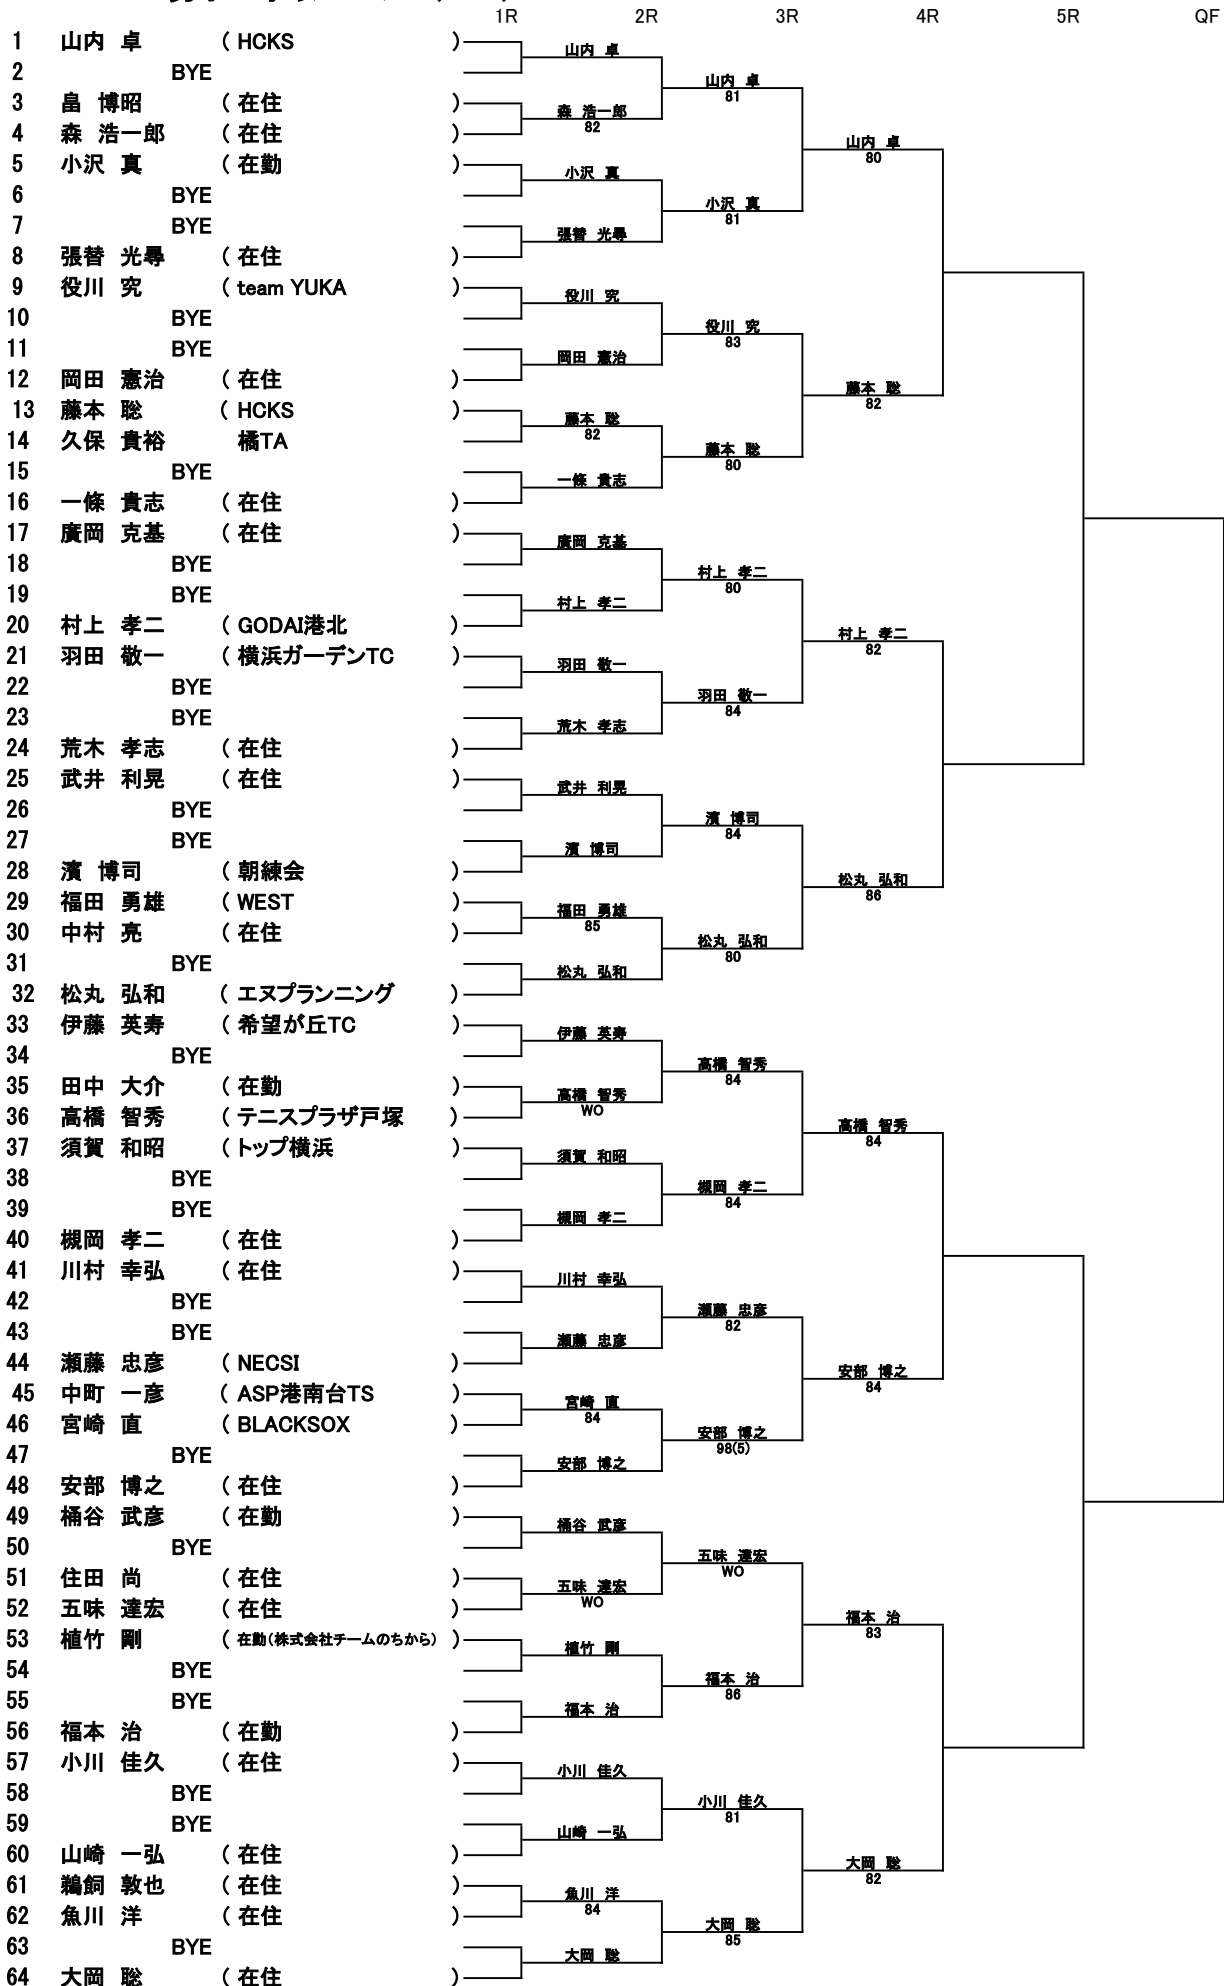 1R 2R 3R 4R 5R QF
1 山内 卓 ( HCKS )
2 BYE
3 畠 博昭 ( 在住 )
4 森 浩一郎 ( 在住 )
5 小沢 真 ( 在勤 )
6 BYE
7 BYE
8 張替 光尋 ( 在住 )
9 役川 究 ( team YUKA )
10 BYE
11 BYE
12 岡田 憲治 ( 在住 )
13 藤本 聡 ( HCKS )
14 久保 貴裕 橘TA
15 BYE
16 一條 貴志 ( 在住 )
17 廣岡 克基 ( 在住 )
18 BYE
19 BYE
20 村上 孝二 ( GODAI港北 )
21 羽田 敬一 ( 横浜ガーデンTC )
22 BYE
23 BYE
24 荒木 孝志 ( 在住 )
25 武井 利晃 ( 在住 )
26 BYE
27 BYE
28 濱 博司 ( 朝練会 )
29 福田 勇雄 ( WEST )
30 中村 亮 ( 在住 )
31 BYE
32 松丸 弘和 ( エヌプランニング )
33 伊藤 英寿 ( 希望が丘TC )
34 BYE
35 田中 大介 ( 在勤 )
36 高橋 智秀 ( テニスプラザ戸塚 )
37 須賀 和昭 ( トップ横浜 )
38 BYE
39 BYE
40 槻岡 孝二 ( 在住 )
41 川村 幸弘 ( 在住 )
42 BYE
43 BYE
44 瀬藤 忠彦 ( NECSI )
45 中町 一彦 ( ASP港南台TS )
46 宮崎 直 ( BLACKSOX )
47 BYE
48 安部 博之 ( 在住 )
49 桶谷 武彦 ( 在勤 )
50 BYE
51 住田 尚 ( 在住 )
52 五味 達宏 ( 在住 )
53 植竹 剛 ( 在勤(株式会社チームのちから) )
54 BYE
55 BYE
56 福本 治 ( 在勤 )
57 小川 佳久 ( 在住 )
58 BYE
59 BYE
60 山崎 一弘 ( 在住 )
61 鵜飼 敦也 ( 在住 )
62 魚川 洋 ( 在住 )
63 BYE
64 大岡 聡 ( 在住 )
山内 卓
森 浩一郎
82
小沢 真
張替 光尋
役川 究
岡田 憲治
藤本 聡
82
一條 貴志
廣岡 克基
村上 孝二
羽田 敬一
荒木 孝志
武井 利晃
濱 博司
福田 勇雄
85
松丸 弘和
伊藤 英寿
高橋 智秀
WO
須賀 和昭
槻岡 孝二
川村 幸弘
瀬藤 忠彦
宮崎 直
84
安部 博之
桶谷 武彦
五味 達宏
WO
植竹 剛
福本 治
小川 佳久
山崎 一弘
魚川 洋
84
大岡 聡
山内 卓
81
小沢 真
81
役川 究
83
藤本 聡
80
村上 孝二
80
羽田 敬一
84
濱 博司
84
松丸 弘和
80
高橋 智秀
84
槻岡 孝二
84
瀬藤 忠彦
82
安部 博之
98(5)
五味 達宏
WO
福本 治
86
小川 佳久
81
大岡 聡
85
山内 卓
80
藤本 聡
82
村上 孝二
82
松丸 弘和
86
高橋 智秀
84
安部 博之
84
福本 治
83
大岡 聡
82